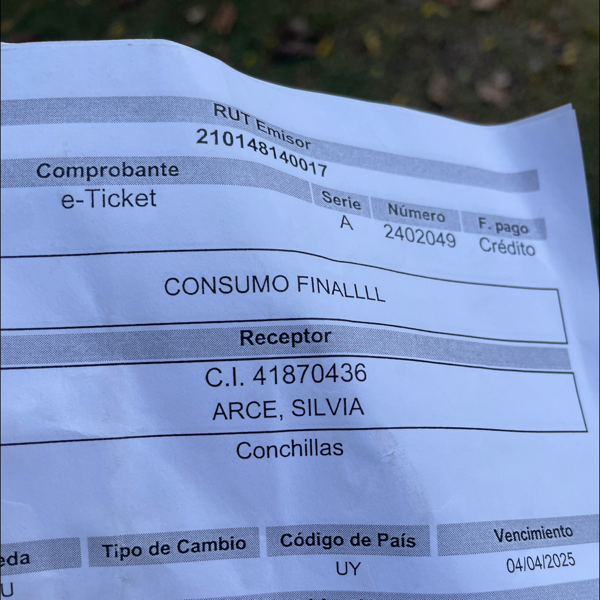 RUT Emisor
210148140017
Comprobante
e-Ticket
Serie Número F. pago
A 2402049 Crédito
CONSUMO FINALLLL
Receptor
C.I. 41870436
ARCE, SILVIA
Conchillas
eda Tipo de Cambio Código de País Vencimiento
U UY 04/04/2025